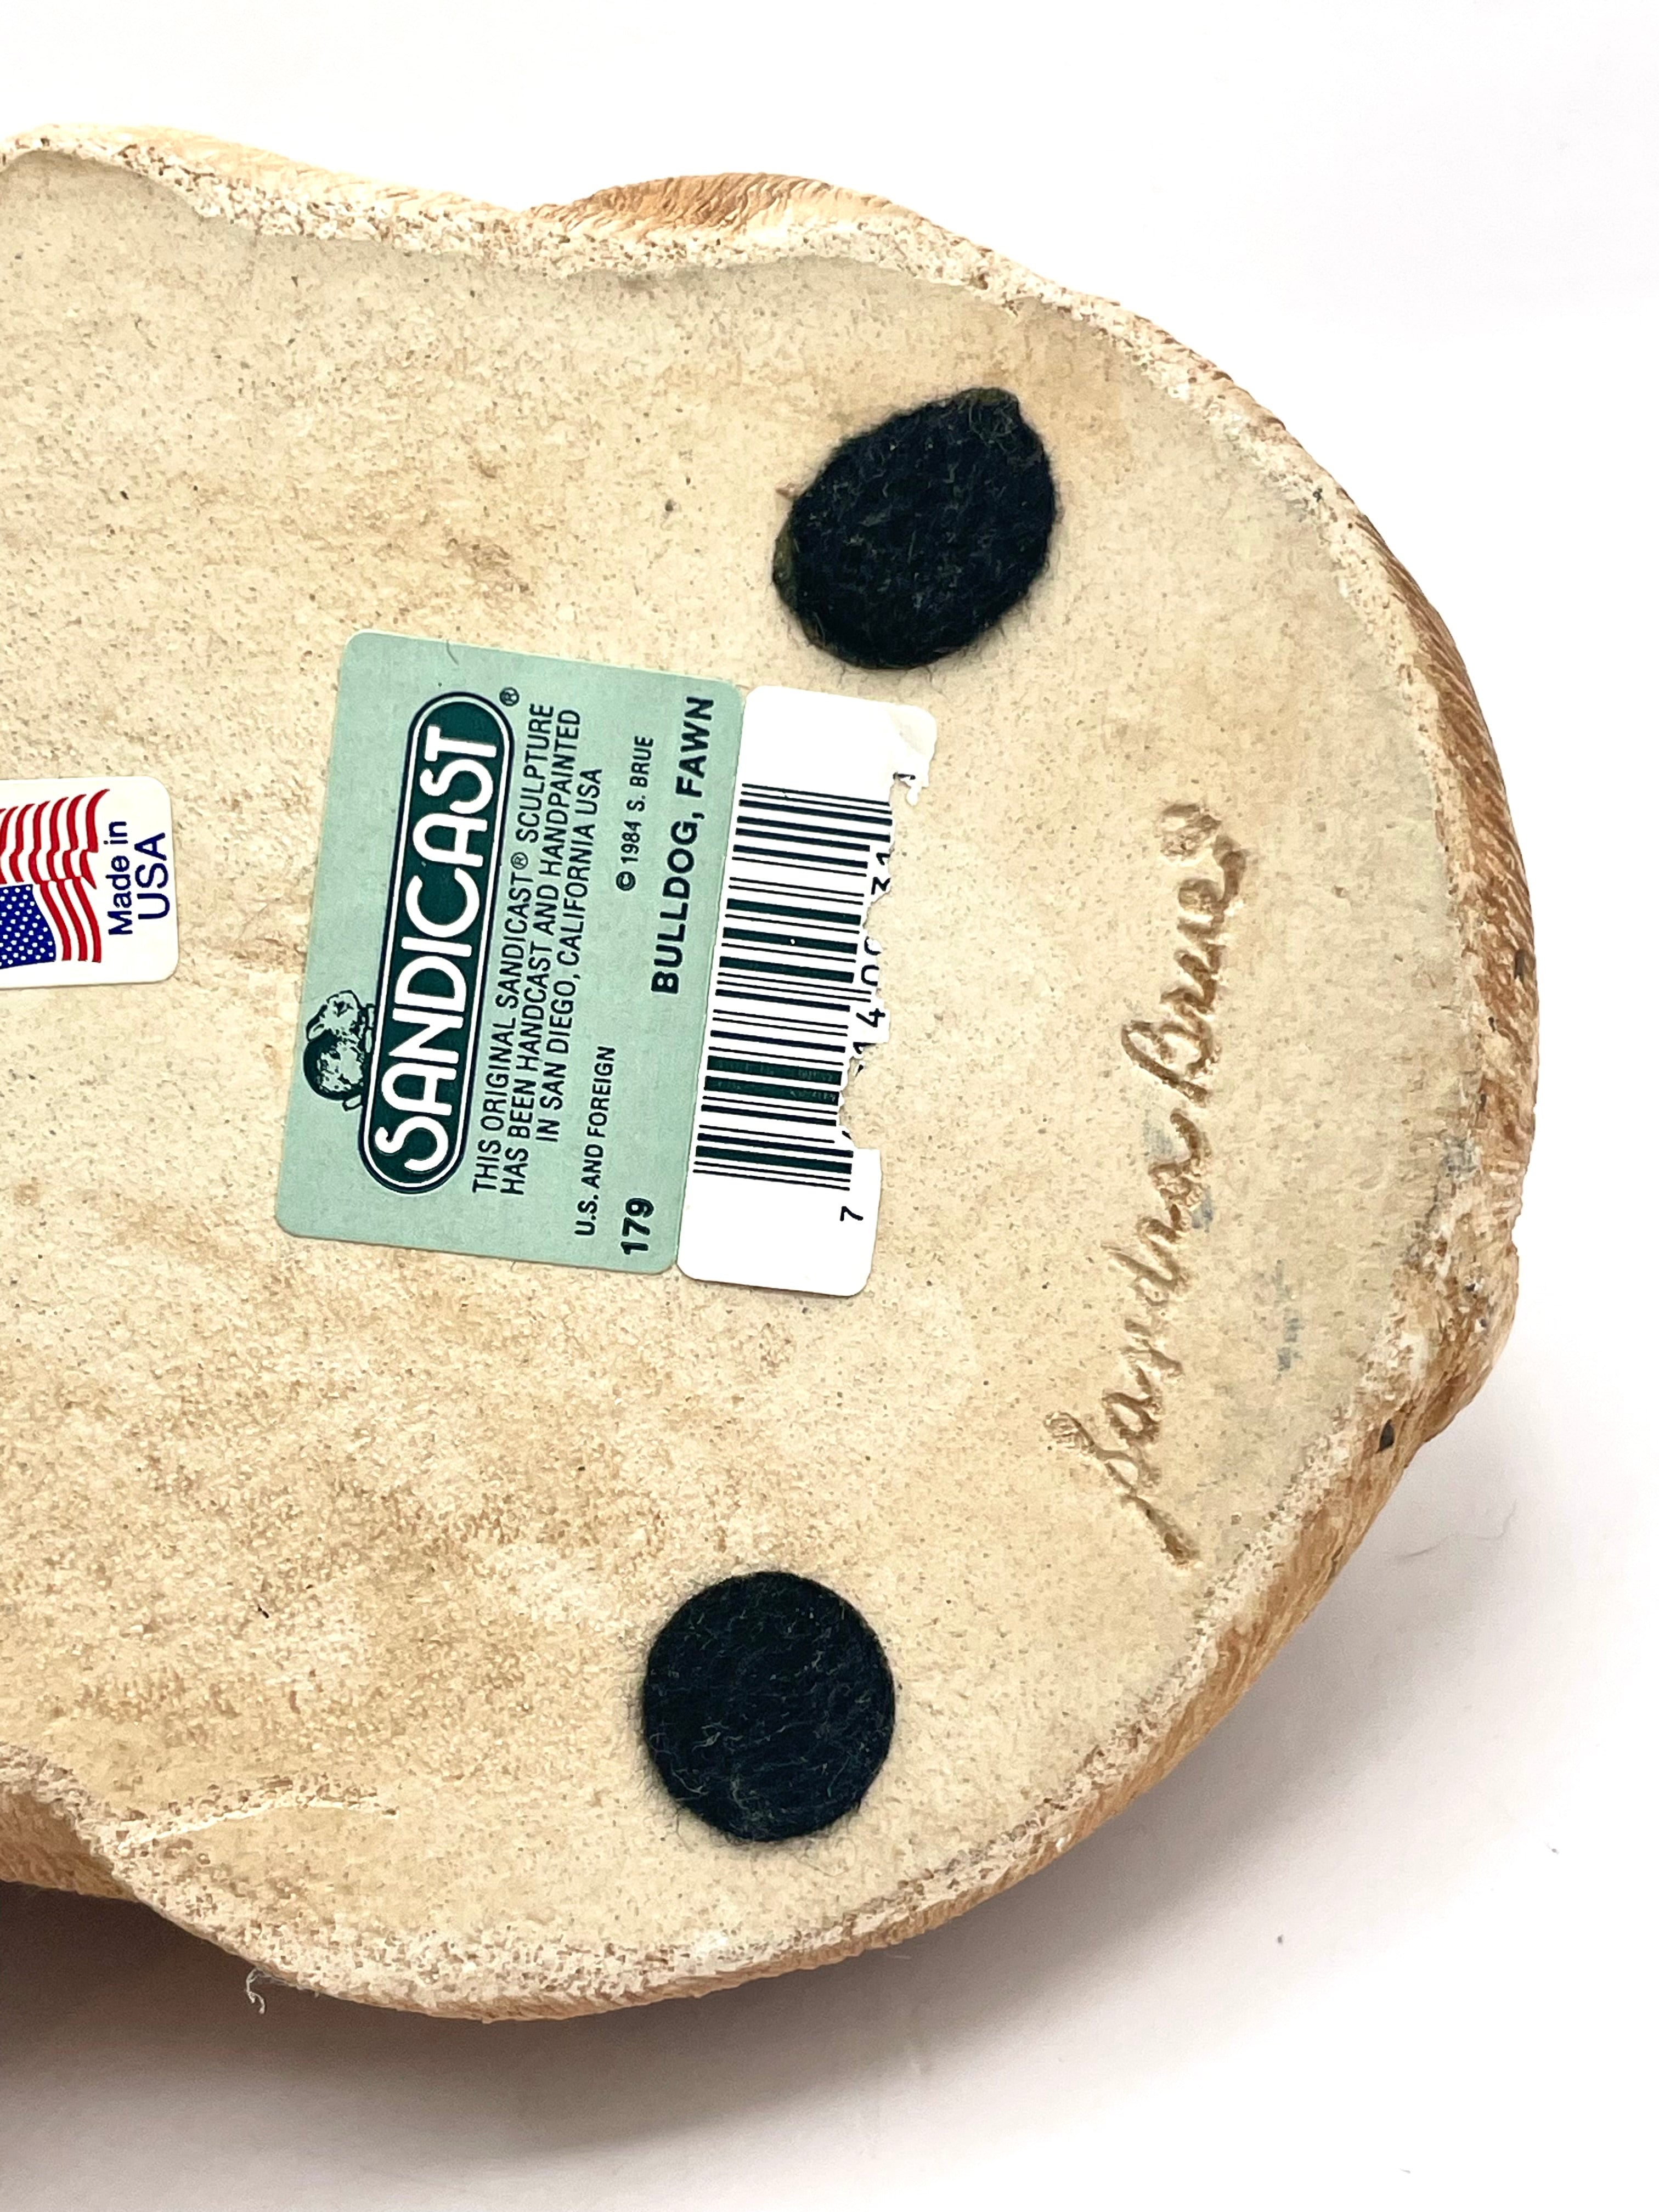 Made in
USA
SANDICAST®
THIS ORIGINAL SANDICAST® SCULPTURE
HAS BEEN HANDCAST AND HANDPAINTED
IN SAN DIEGO, CALIFORNIA USA
U.S. AND FOREIGN © 1984 S. BRUE
179 BULLDOG, FAWN
7
Sandra Brue